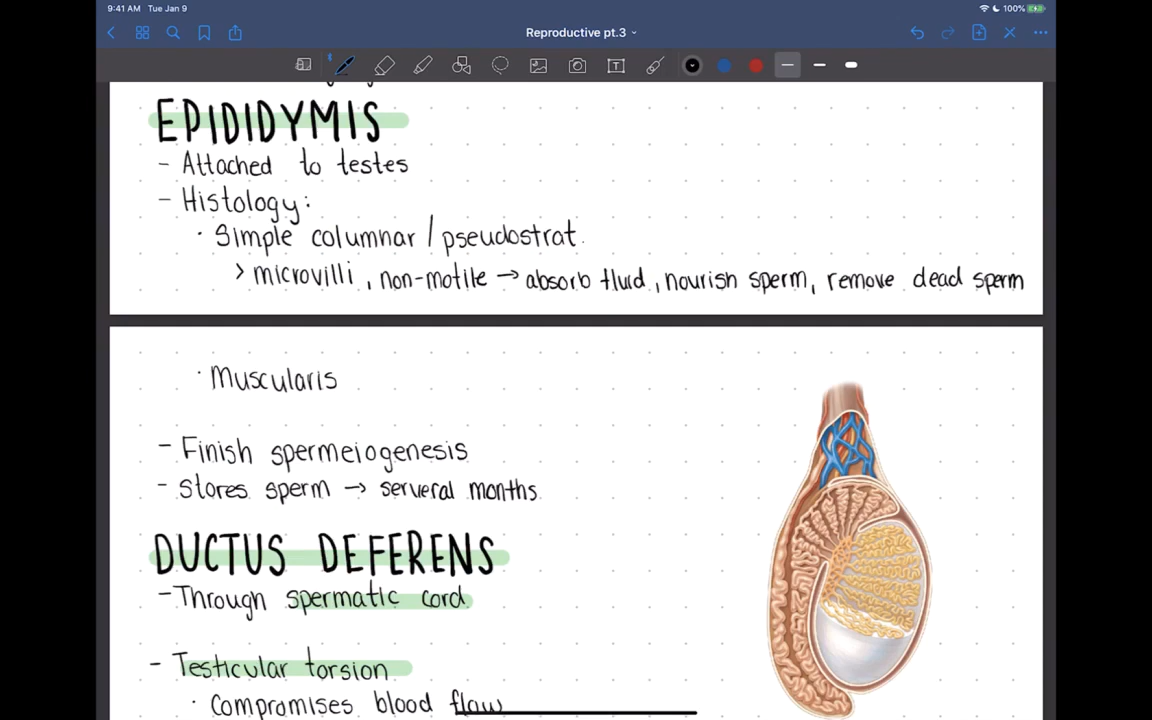 9:41 AM Tue Jan 9
100%
Reproductive pt.3
EPIDIDYMIS
- Attached to testes
- Histology:
· Simple columnar / pseudostrat.
> microvilli, non-motile → absorb fluid, nourish sperm, remove dead sperm
· Muscularis
- Finish spermeiogenesis
- Stores sperm → serveral months
DUCTUS DEFERENS
- Through spermatic cord
- Testicular torsion
· Compromises blood flow